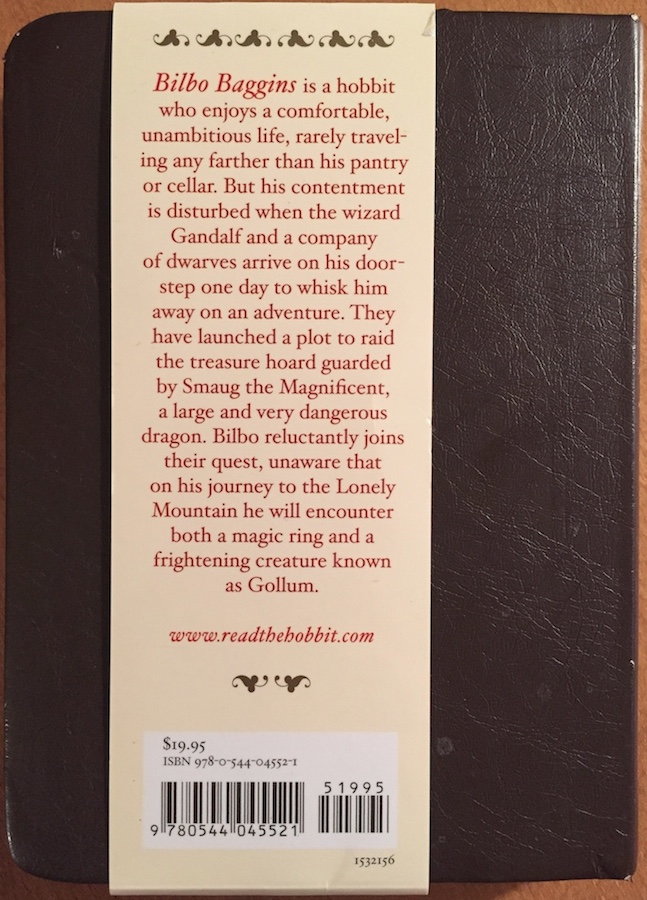 Bilbo Baggins is a hobbit
who enjoys a comfortable,
unambitious life, rarely travel-
ing any farther than his pantry
or cellar. But his contentment
is disturbed when the wizard
Gandalf and a company
of dwarves arrive on his door-
step one day to whisk him
away on an adventure. They
have launched a plot to raid
the treasure hoard guarded
by Smaug the Magnificent,
a large and very dangerous
dragon. Bilbo reluctantly joins
their quest, unaware that
on his journey to the Lonely
Mountain he will encounter
both a magic ring and a
frightening creature known
as Gollum.
www.readthehobbit.com
$19.95
ISBN 978-0-544-04552-1
51995
9 780544 045521
1532156